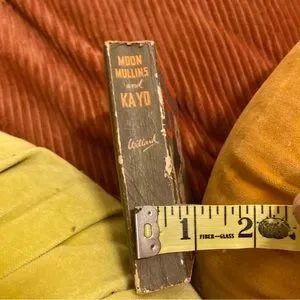 MOON
MULLINS
and
KAYO
Willard
1 2
FIBER-GLASS